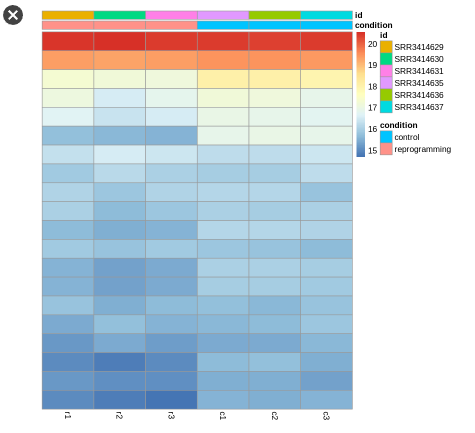 id
condition
id
20
SRR3414629
19
SRR3414630
18
SRR3414631
17
SRR3414635
16
SRR3414636
15
SRR3414637
condition
control
reprogramming
r1
r2
r3
c1
c2
c3